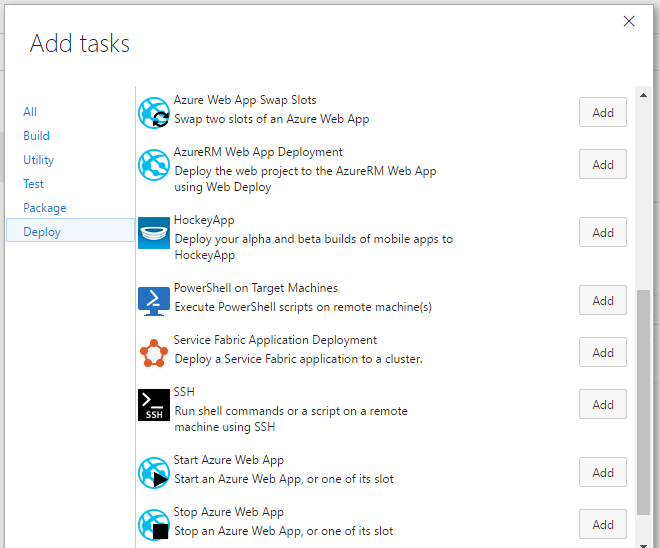 Add tasks
All
Build
Utility
Test
Package
Deploy
Azure Web App Swap Slots
Swap two slots of an Azure Web App
Add
AzureRM Web App Deployment
Deploy the web project to the AzureRM Web App
using Web Deploy
Add
HockeyApp
Deploy your alpha and beta builds of mobile apps to
HockeyApp
Add
PowerShell on Target Machines
Execute PowerShell scripts on remote machine(s)
Add
Service Fabric Application Deployment
Deploy a Service Fabric application to a cluster.
Add
SSH
SSH
Run shell commands or a script on a remote
machine using SSH
Add
Start Azure Web App
Start an Azure Web App, or one of its slot
Add
Stop Azure Web App
Stop an Azure Web App, or one of its slot
Add